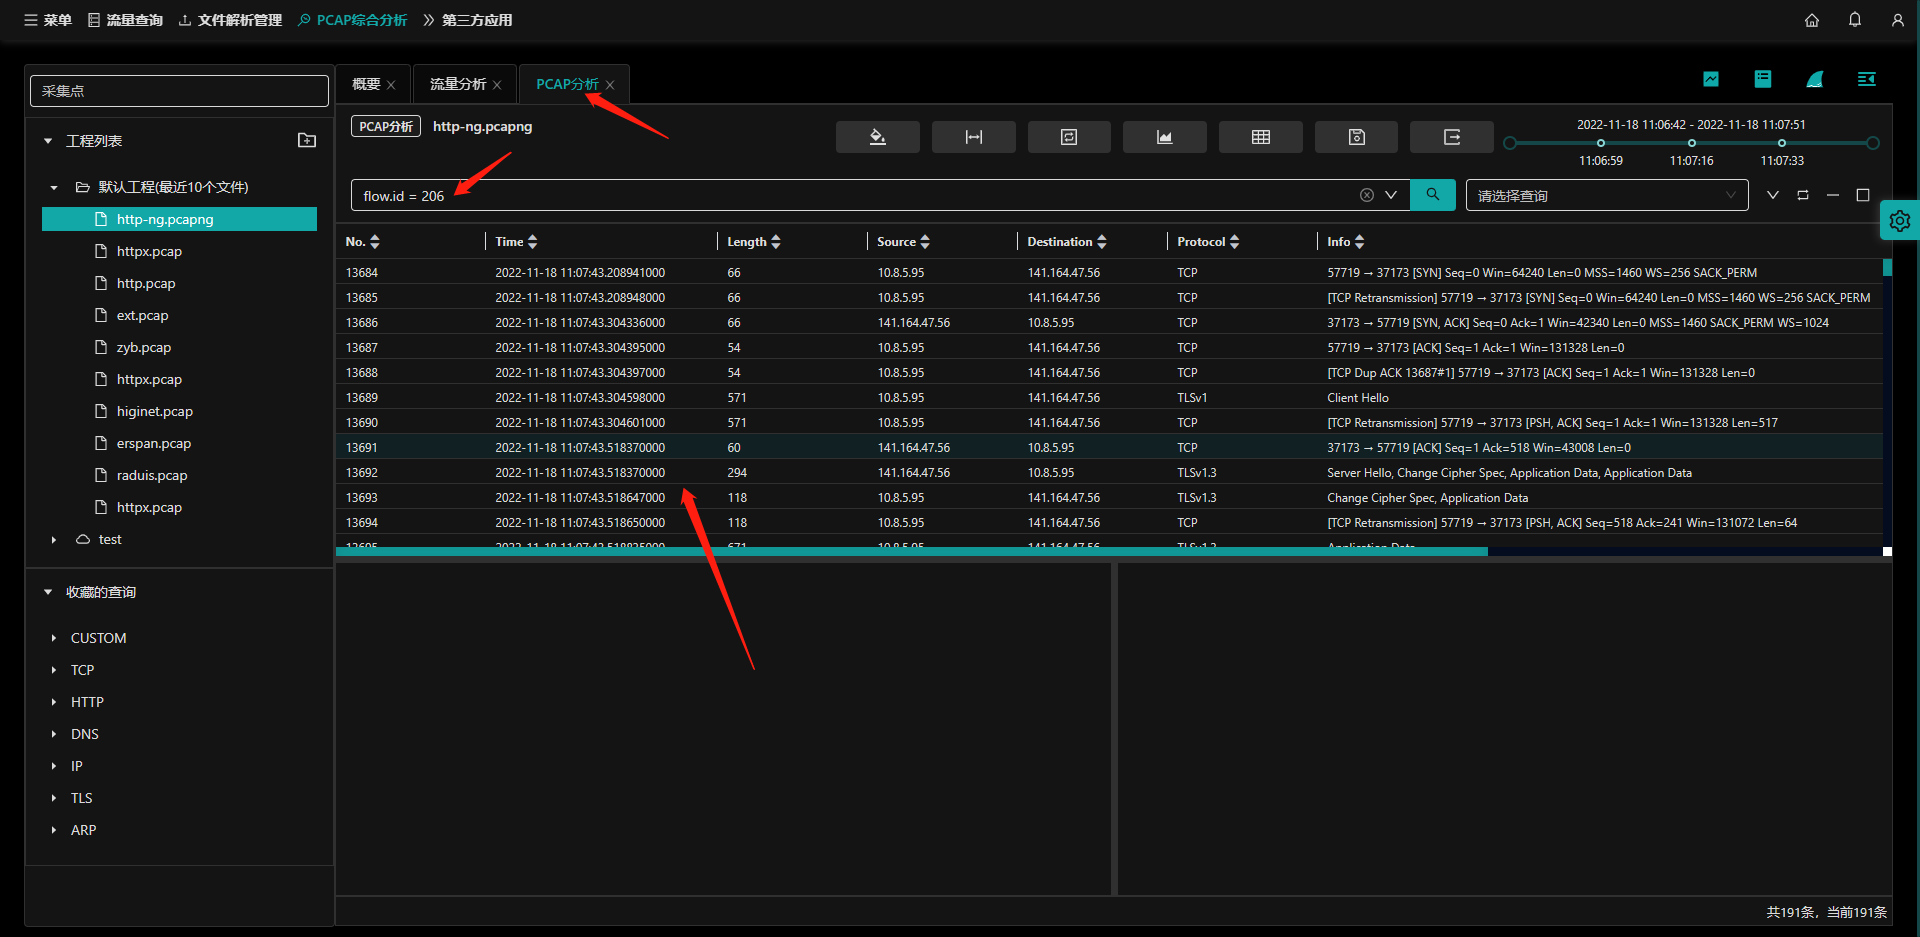 菜单 流量查询 文件解析管理 PCAP综合分析 第三方应用
采集点
工程列表
默认工程(最近10个文件)
http-ng.pcapng
httpx.pcap
http.pcap
ext.pcap
zyb.pcap
httpx.pcap
higinet.pcap
erspan.pcap
raduis.pcap
httpx.pcap
test
收藏的查询
CUSTOM
TCP
HTTP
DNS
IP
TLS
ARP
概要 流量分析 PCAP分析
PCAP分析 http-ng.pcapng
2022-11-18 11:06:42 - 2022-11-18 11:07:51
11:06:59 11:07:16 11:07:33
flow.id = 206 请选择查询
No. Time Length Source Destination Protocol Info
13684 2022-11-18 11:07:43.208941000 66 10.8.5.95 141.164.47.56 TCP 57719 → 37173 [SYN] Seq=0 Win=64240 Len=0 MSS=1460 WS=256 SACK_PERM
13685 2022-11-18 11:07:43.208948000 66 10.8.5.95 141.164.47.56 TCP [TCP Retransmission] 57719 → 37173 [SYN] Seq=0 Win=64240 Len=0 MSS=1460 WS=256 SACK_PERM
13686 2022-11-18 11:07:43.304336000 66 141.164.47.56 10.8.5.95 TCP 37173 → 57719 [SYN, ACK] Seq=0 Ack=1 Win=42340 Len=0 MSS=1460 SACK_PERM WS=1024
13687 2022-11-18 11:07:43.304395000 54 10.8.5.95 141.164.47.56 TCP 57719 → 37173 [ACK] Seq=1 Ack=1 Win=131328 Len=0
13688 2022-11-18 11:07:43.304397000 54 10.8.5.95 141.164.47.56 TCP [TCP Dup ACK 13687#1] 57719 → 37173 [ACK] Seq=1 Ack=1 Win=131328 Len=0
13689 2022-11-18 11:07:43.304598000 571 10.8.5.95 141.164.47.56 TLSv1 Client Hello
13690 2022-11-18 11:07:43.304601000 571 10.8.5.95 141.164.47.56 TCP [TCP Retransmission] 57719 → 37173 [PSH, ACK] Seq=1 Ack=1 Win=131328 Len=517
13691 2022-11-18 11:07:43.518370000 60 141.164.47.56 10.8.5.95 TCP 37173 → 57719 [ACK] Seq=1 Ack=518 Win=43008 Len=0
13692 2022-11-18 11:07:43.518370000 294 141.164.47.56 10.8.5.95 TLSv1.3 Server Hello, Change Cipher Spec, Application Data, Application Data
13693 2022-11-18 11:07:43.518647000 118 10.8.5.95 141.164.47.56 TLSv1.3 Change Cipher Spec, Application Data
13694 2022-11-18 11:07:43.518650000 118 10.8.5.95 141.164.47.56 TCP [TCP Retransmission] 57719 → 37173 [PSH, ACK] Seq=518 Ack=241 Win=131072 Len=64
13695 2022-11-18 11:07:43.518835000 671 10.8.5.95 141.164.47.56 TLSv1.3 Application Data
共191条，当前191条